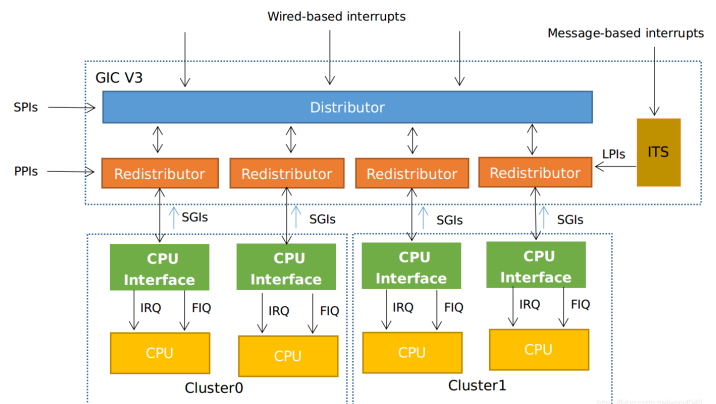 Wired-based interrupts
Message-based interrupts
GIC V3
SPIs
Distributor
ITS
LPIs
PPIs
Redistributor
Redistributor
Redistributor
Redistributor
SGIs
SGIs
SGIs
SGIs
CPU
Interface
CPU
Interface
CPU
Interface
CPU
Interface
IRQ
FIQ
IRQ
FIQ
IRQ
FIQ
IRQ
FIQ
CPU
CPU
CPU
CPU
Cluster0
Cluster1